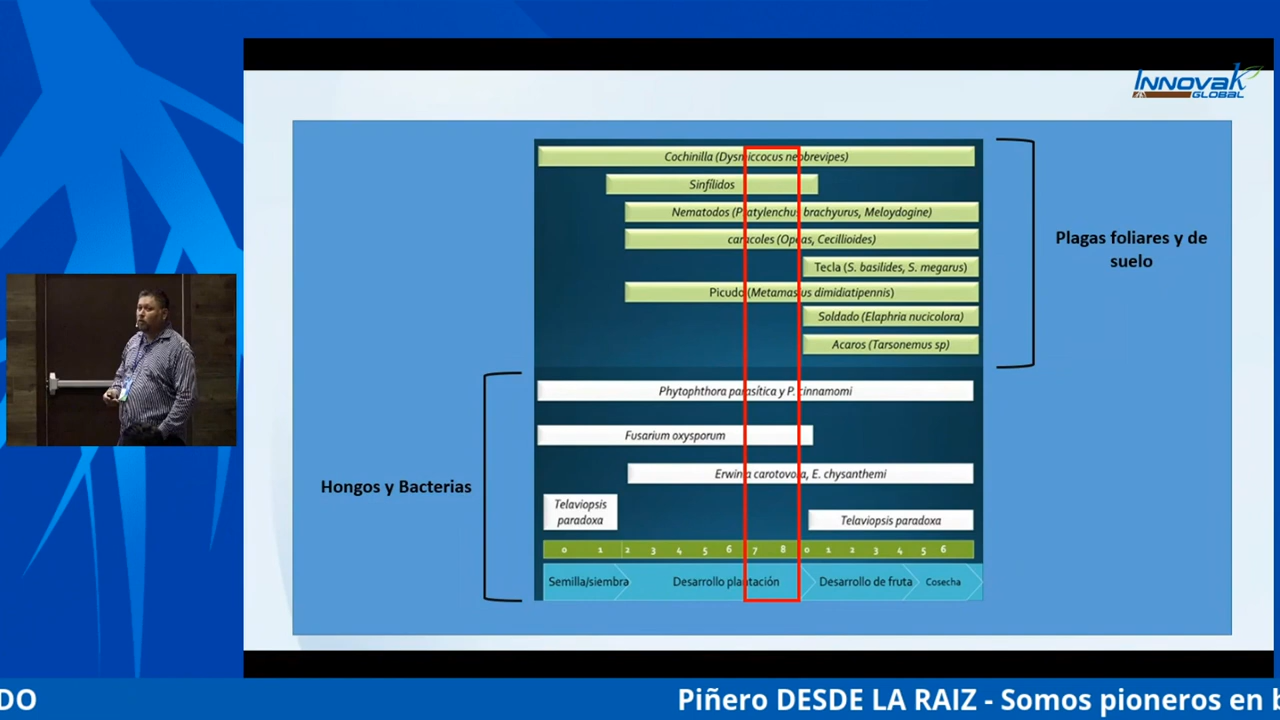 INNOVAK
GLOBAL
Cochinilla (Dysmiccocus neobrevipes)
Sinfílidos
Nematodos (Pratylenchus brachyurus, Meloydogine)
caracoles (Opeas, Cecillioides)
Tecla (S. basilides, S. megarus)
Picudo (Metamasius dimidiatipennis)
Soldado (Elaphria nucicolora)
Acaros (Tarsonemus sp)
Plagas foliares y de
suelo
Phytophthora parasítica y P. cinnamomi
Fusarium oxysporum
Erwinia carotovora, E. chysanthemi
Hongos y Bacterias
Telaviopsis
paradoxa
Telaviopsis paradoxa
0 1 2 3 4 5 6 7 8 0 1 2 3 4 5 6
Semilla/siembra Desarrollo plantación Desarrollo de fruta Cosecha
DO Piñero DESDE LA RAIZ - Somos pioneros en b